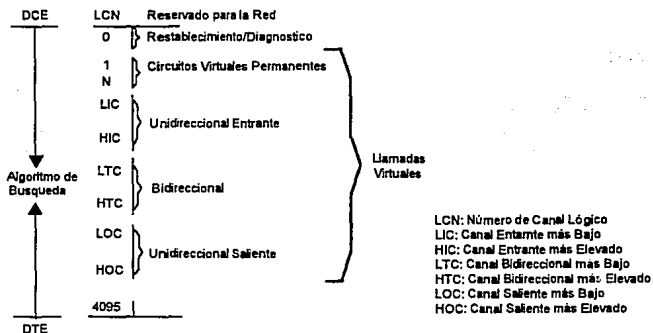 DCE LCN Reservado para la Red
0 Restablecimiento/Diagnostico
1 Circuitos Virtuales Permanentes
N
LIC
Unidireccional Entrante
HIC
Llamadas
Virtuales
Algoritmo de
Busqueda
LTC
Bidireccional
HTC
LOC
Unidireccional Saliente
HOC
4095
DTE
LCN: Número de Canal Lógico
LIC: Canal Entarnte más Bajo
HIC: Canal Entrante más Elevado
LTC: Canal Bidireccional más Bajo
HTC: Canal Bidireccional más Elevado
LOC: Canal Saliente más Bajo
HOC: Canal Saliente más Elevado